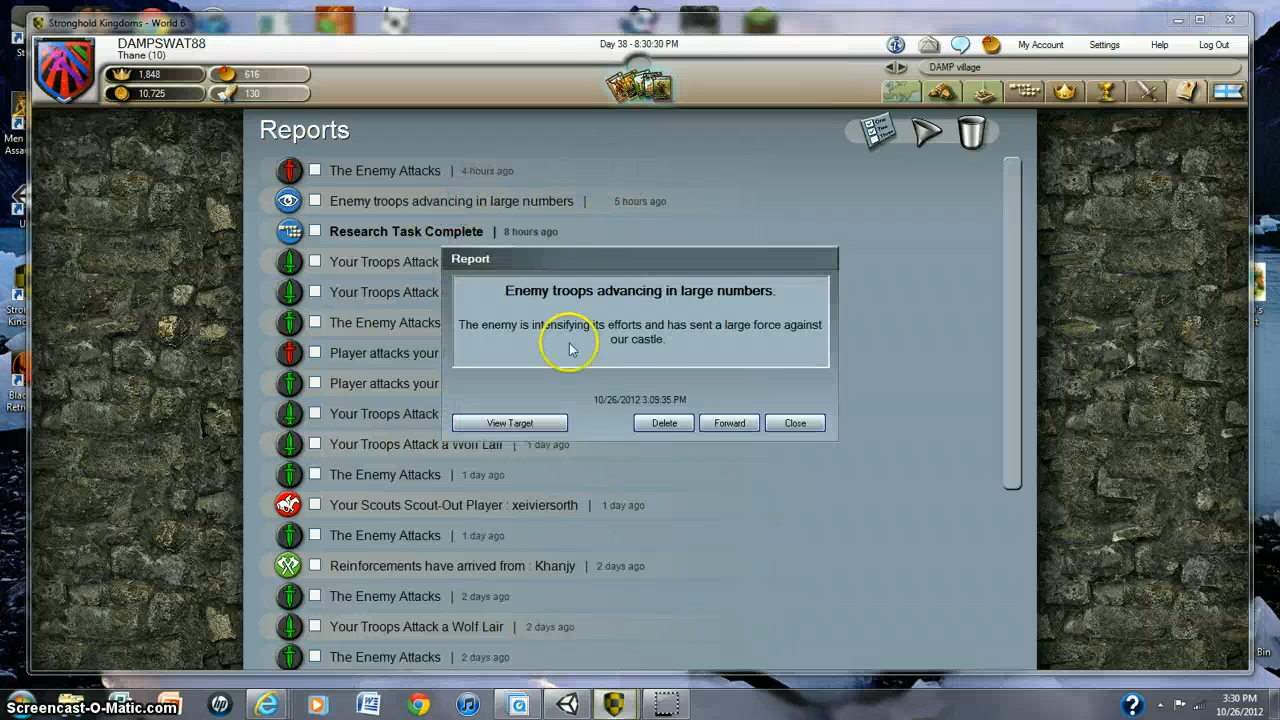 Stronghold Kingdoms - World 6
DAMPSWAT88
Thane (10)
1,848
616
10,725
130
Day 38 - 8:30:30 PM
My Account
Settings
Help
Log Out
DAMP village
Reports
The Enemy Attacks | 4 hours ago
Enemy troops advancing in large numbers | 5 hours ago
Research Task Complete | 8 hours ago
Your Troops Attack
Your Troops Attack
The Enemy Attacks
Player attacks your
Player attacks your
Your Troops Attack
Your Troops Attack a Wolf Lair | 1 day ago
The Enemy Attacks | 1 day ago
Your Scouts Scout-Out Player : xeiviersorth | 1 day ago
The Enemy Attacks | 1 day ago
Reinforcements have arrived from : Khanjy | 2 days ago
The Enemy Attacks | 2 days ago
Your Troops Attack a Wolf Lair | 2 days ago
The Enemy Attacks | 2 days ago
Report
Enemy troops advancing in large numbers.
The enemy is intensifying its efforts and has sent a large force against
our castle.
10/26/2012 3:09:35 PM
View Target
Delete
Forward
Close
Men
Assau
Bla
Retri
Bin
Screencast-O-Matic.com
3:30 PM
10/26/2012